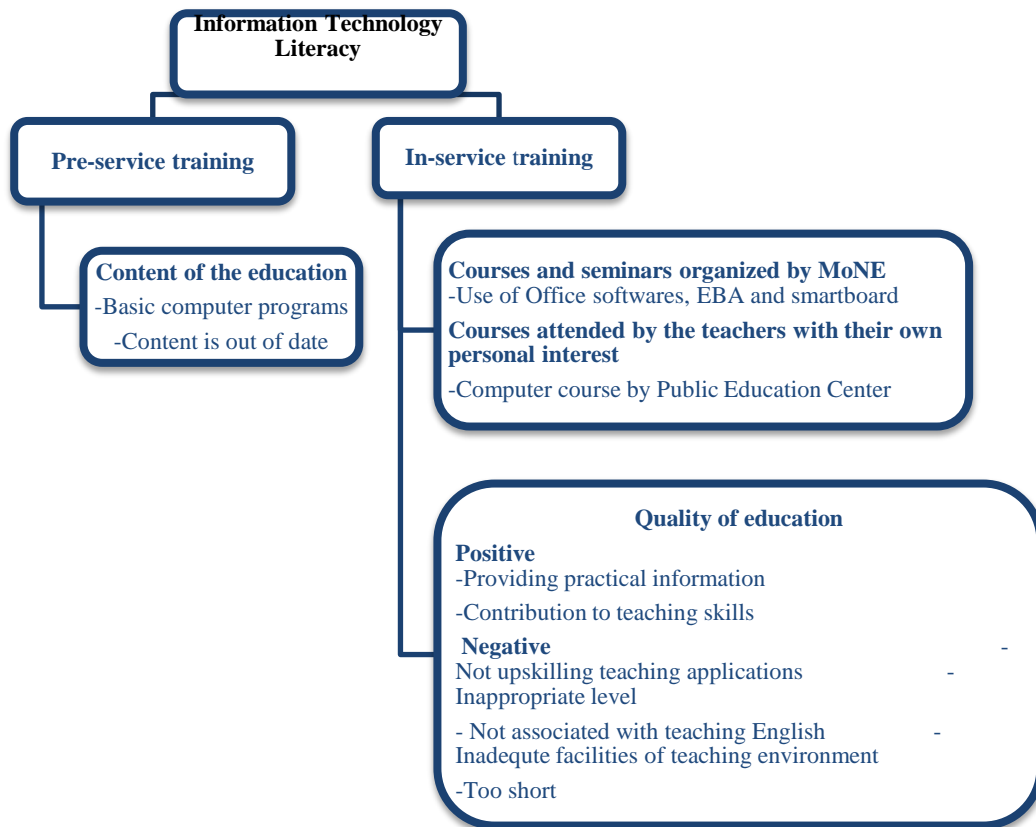 Information Technology
Literacy
Pre-service training
In-service training
Content of the education
-Basic computer programs
-Content is out of date
Courses and seminars organized by MoNE
-Use of Office softwares, EBA and smartboard
Courses attended by the teachers with their own
personal interest
-Computer course by Public Education Center
Quality of education
Positive
-Providing practical information
-Contribution to teaching skills
Negative -
Not upskilling teaching applications -
Inappropriate level
- Not associated with teaching English -
Inadequte facilities of teaching environment
-Too short